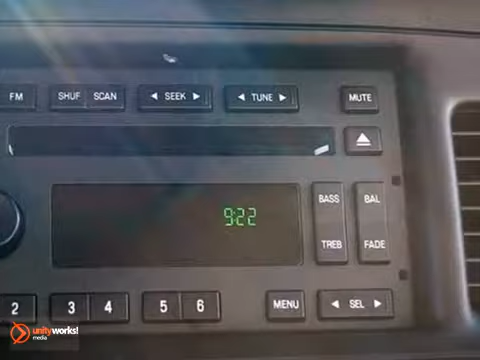 FM SHUF SCAN ◄ SEEK ► ◄ TUNE ► MUTE
9:22
BASS BAL
TREB FADE
2 3 4 5 6 MENU ◄ SEL ►
unityworks!
media